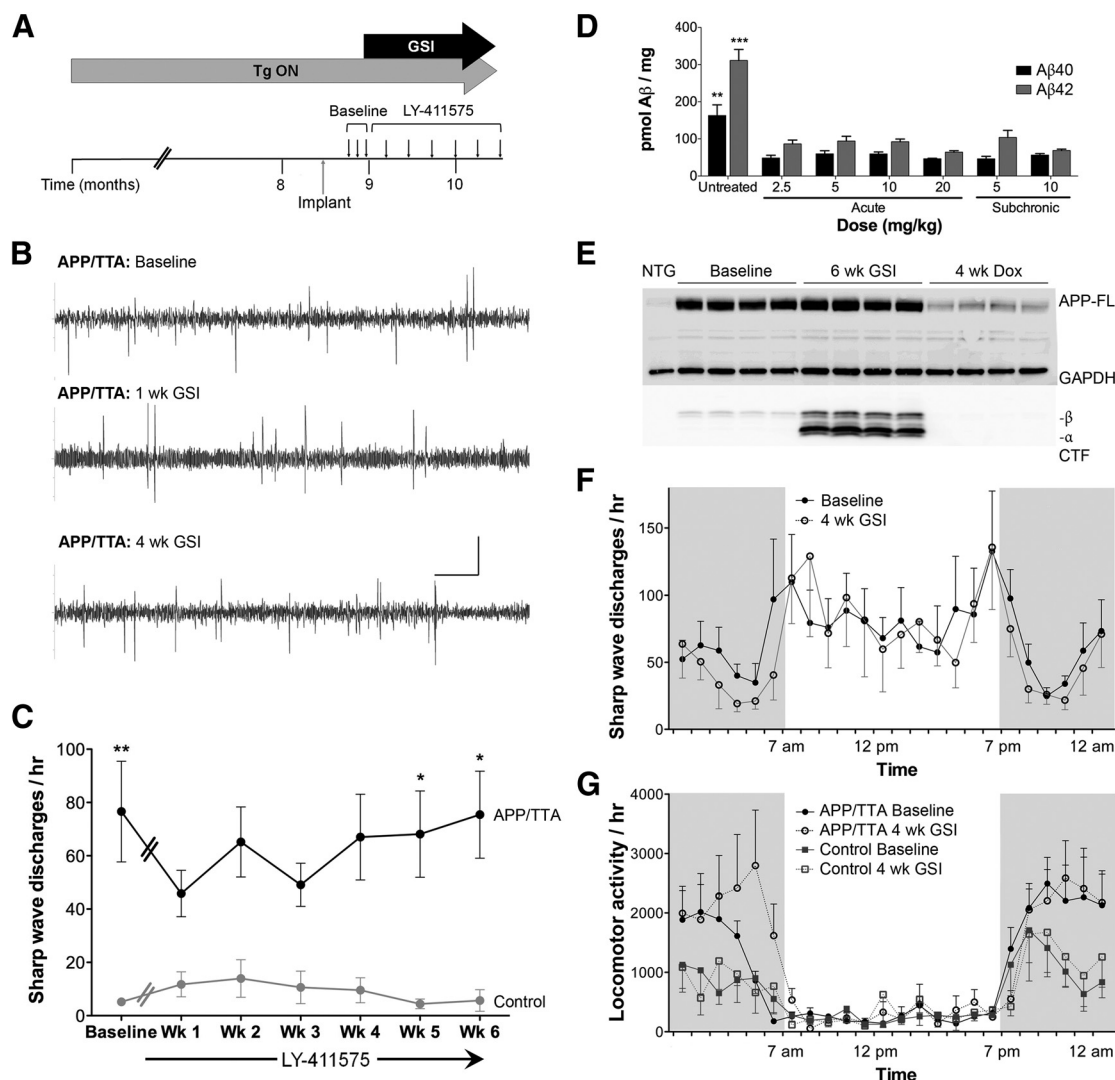 A
GSI
Tg ON
Baseline LY-411575
Time (months) 8 9 10
Implant
B
APP/TTA: Baseline
APP/TTA: 1 wk GSI
APP/TTA: 4 wk GSI
C
Sharp wave discharges / hr
100
80
60
40
20
0
** * *
APP/TTA
Control
Baseline Wk 1 Wk 2 Wk 3 Wk 4 Wk 5 Wk 6
LY-411575
D
pmol Aβ / mg
400
300
200
100
0
** ***
Aβ40
Aβ42
Untreated 2.5 5 10 20 5 10
Acute Subchronic
Dose (mg/kg)
E
NTG Baseline 6 wk GSI 4 wk Dox
APP-FL
GAPDH
-β
-α
CTF
F
Sharp wave discharges / hr
150
100
50
0
Baseline
4 wk GSI
7 am 12 pm 7 pm 12 am
Time
G
Locomotor activity / hr
4000
3000
2000
1000
0
APP/TTA Baseline
APP/TTA 4 wk GSI
Control Baseline
Control 4 wk GSI
7 am 12 pm 7 pm 12 am
Time